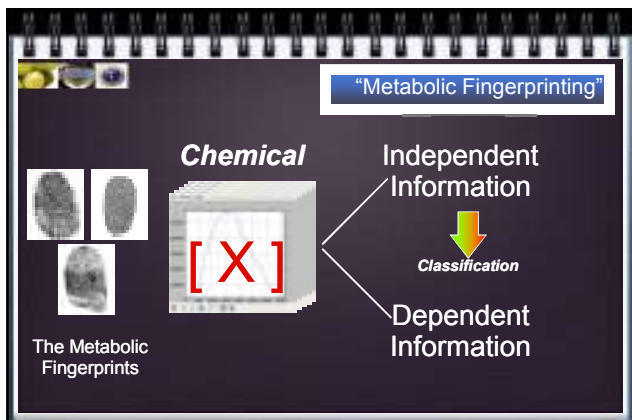 “Metabolic Fingerprinting”
Chemical
Independent
Information
[ X ]
Classification
Dependent
Information
The Metabolic
Fingerprints